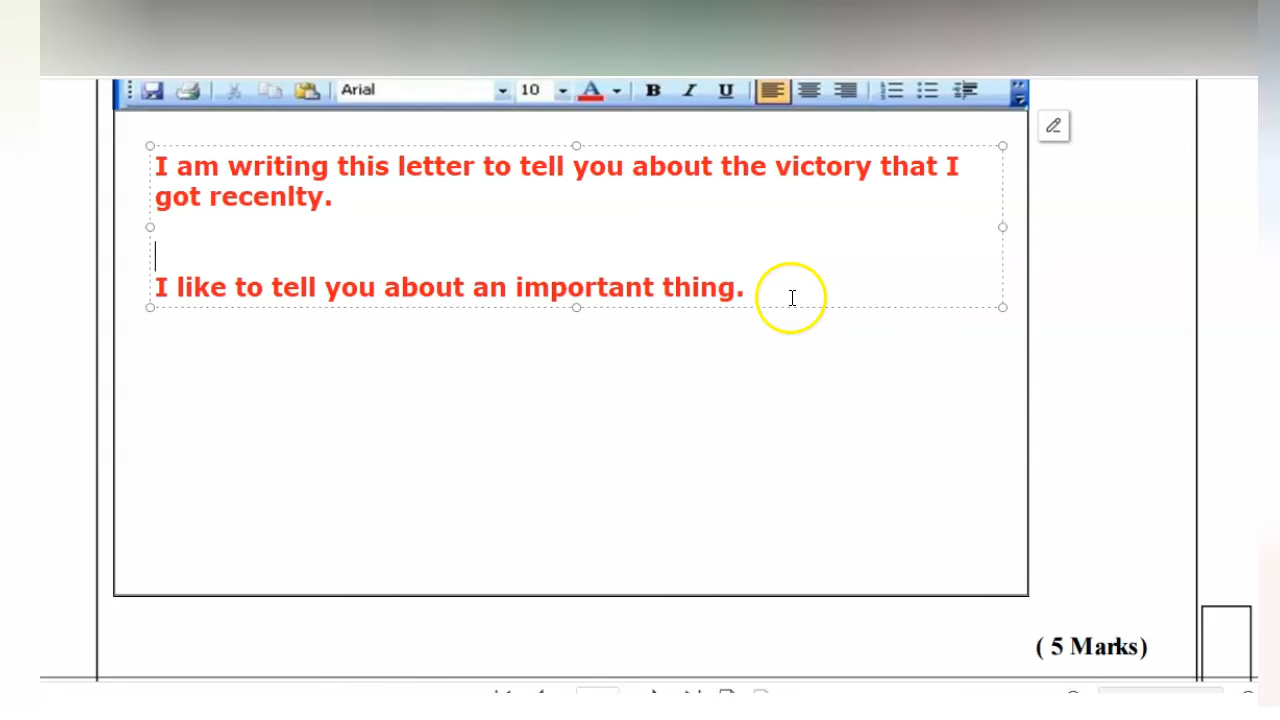 Arial 10 A B I U
I am writing this letter to tell you about the victory that I
got recenlty.
I like to tell you about an important thing.
( 5 Marks)